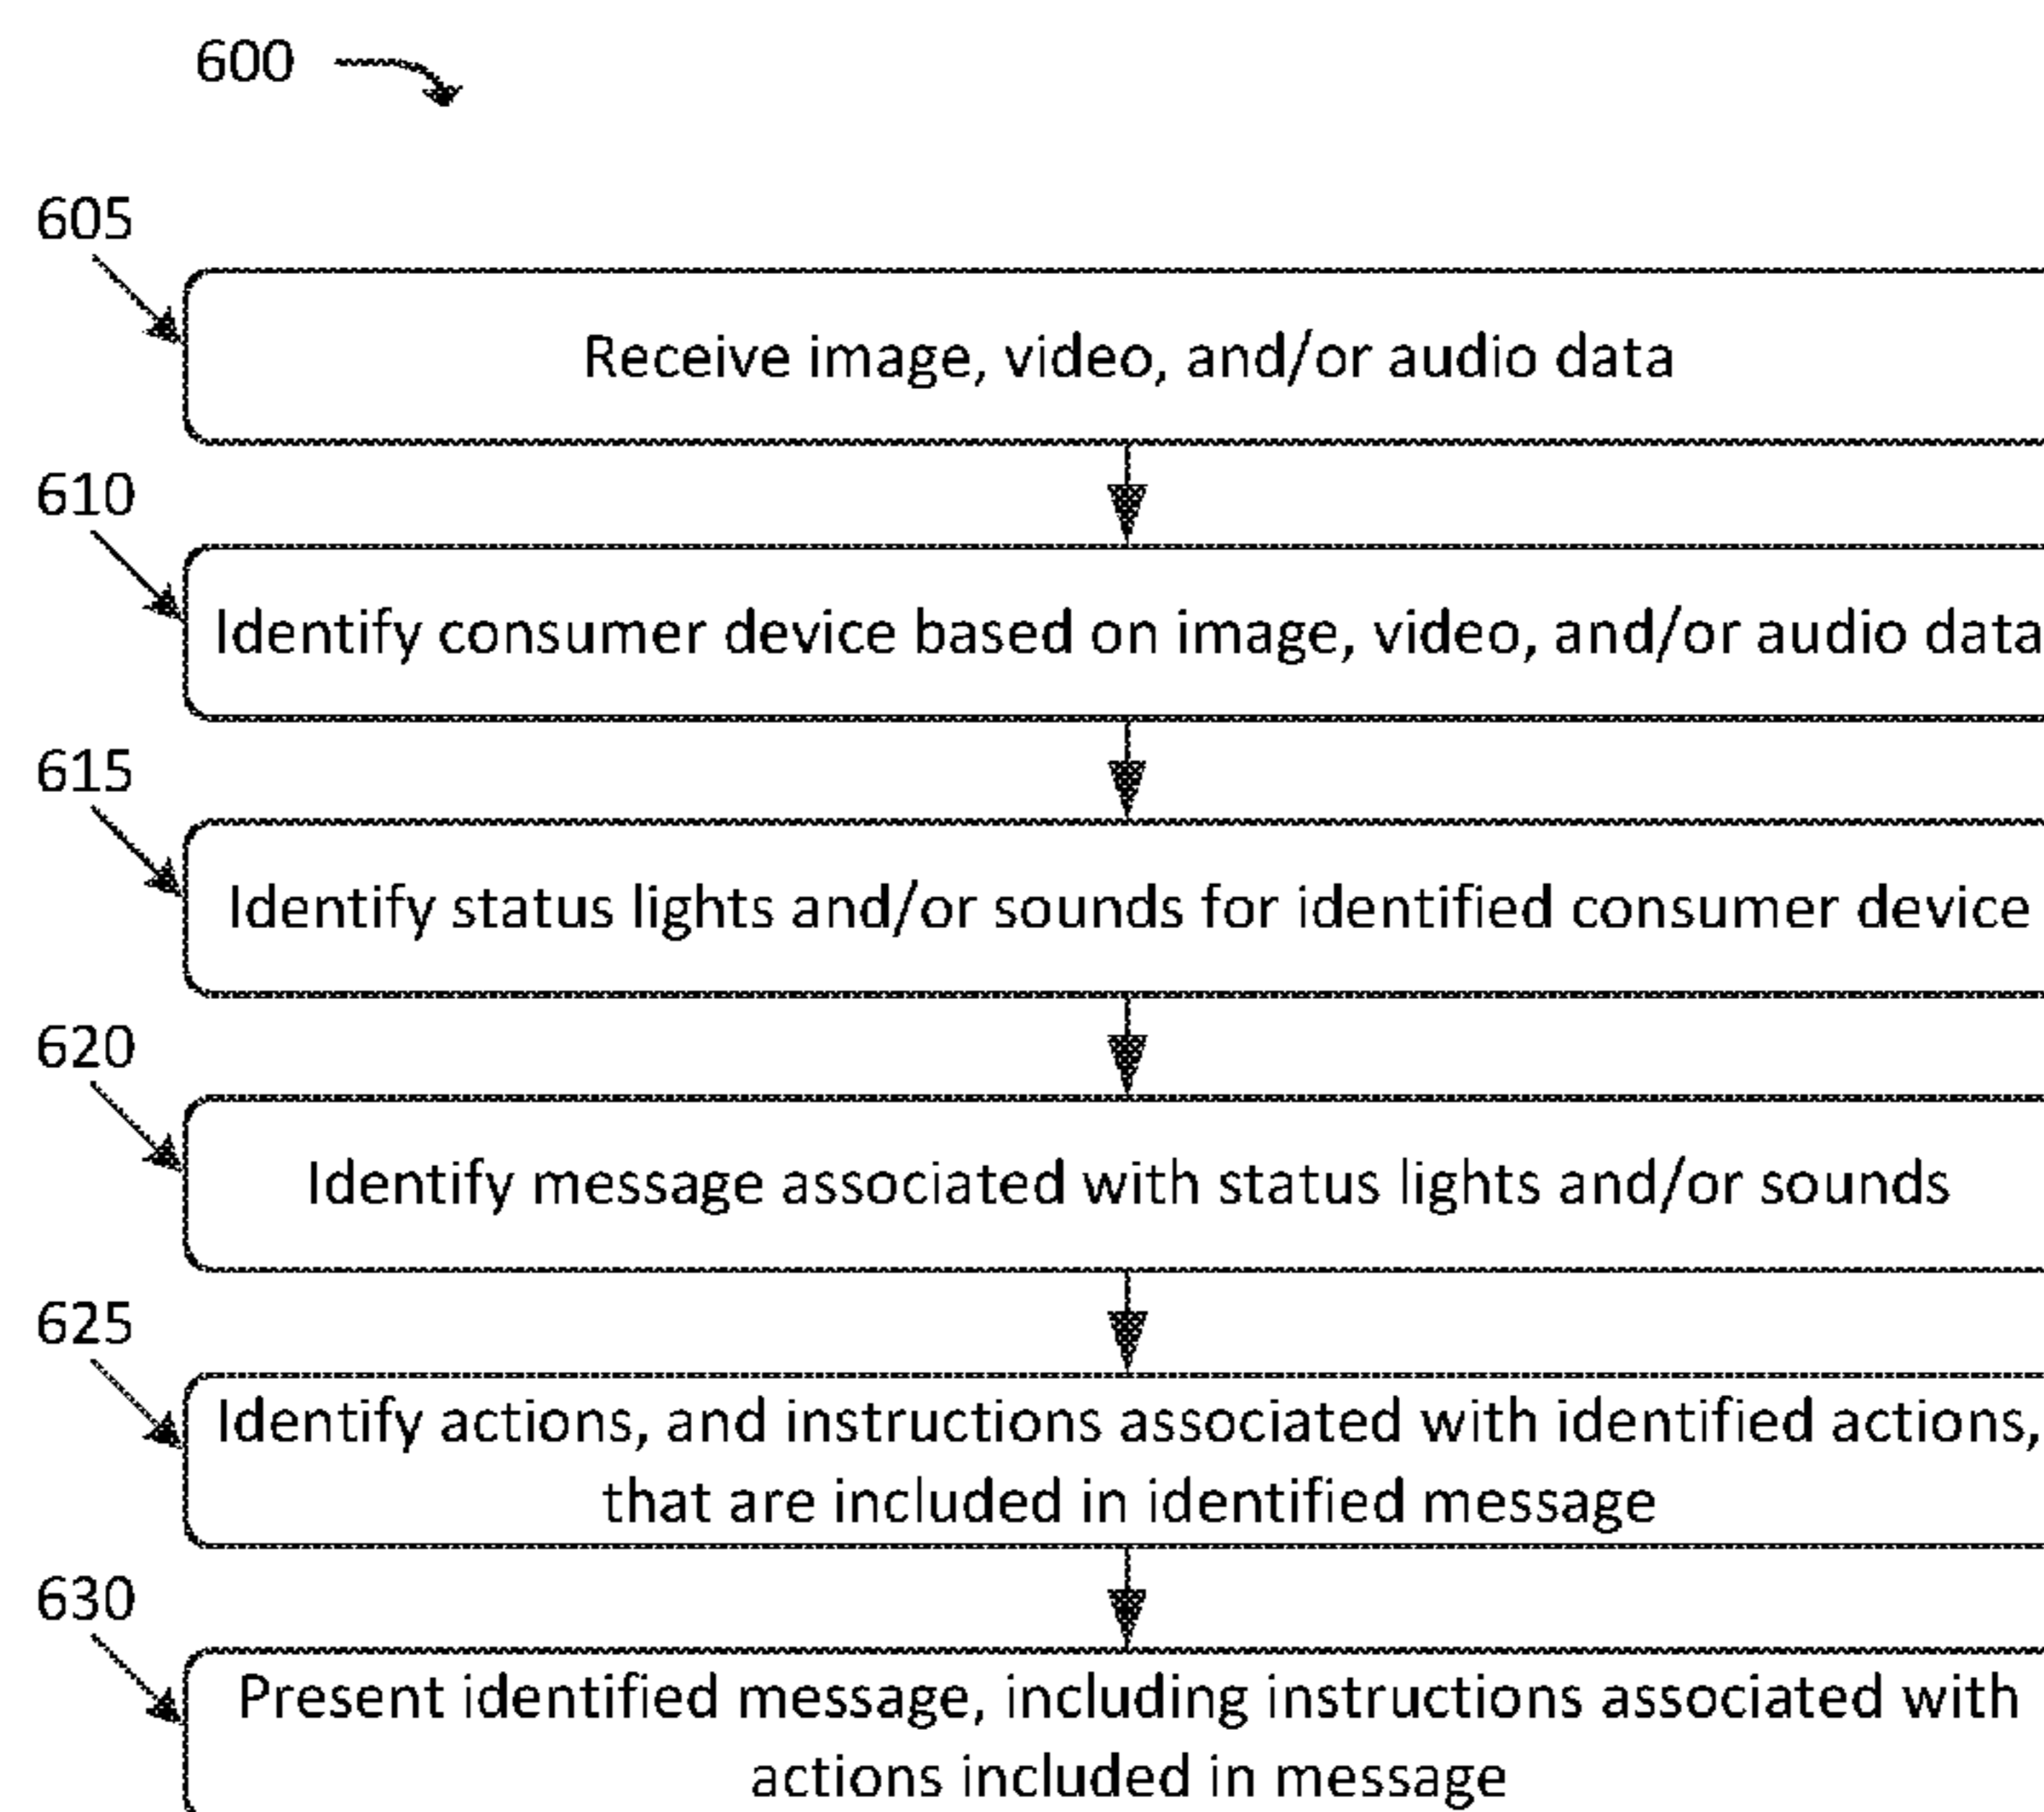 600
605
Receive image, video, and/or audio data
610
Identify consumer device based on image, video, and/or audio data
615
Identify status lights and/or sounds for identified consumer device
620
Identify message associated with status lights and/or sounds
625
Identify actions, and instructions associated with identified actions,
that are included in identified message
630
Present identified message, including instructions associated with
actions included in message